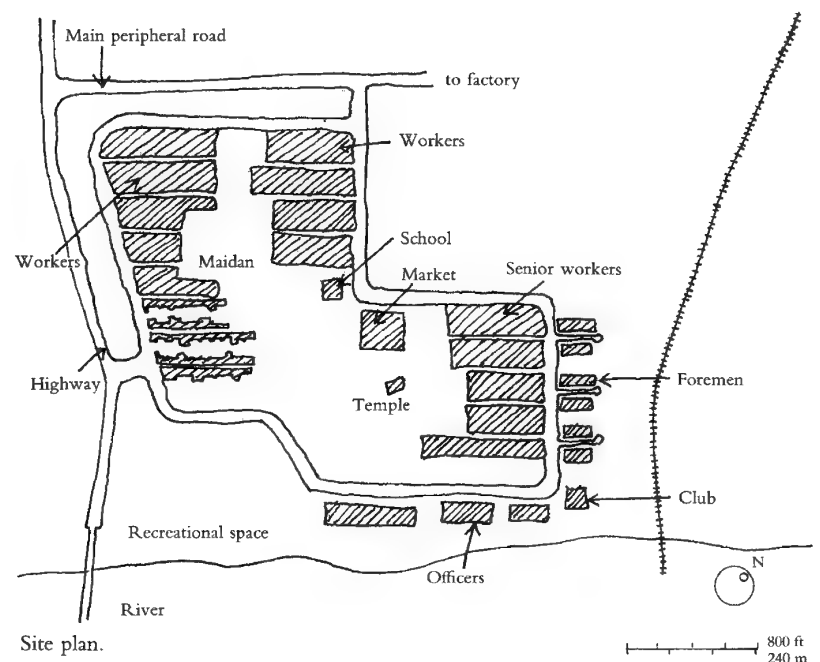 Main peripheral road
to factory
Workers
School
Market
Senior workers
Workers
Maidan
Highway
Temple
Foremen
Club
Recreational space
Officers
N
River
Site plan.
800 ft
240 m